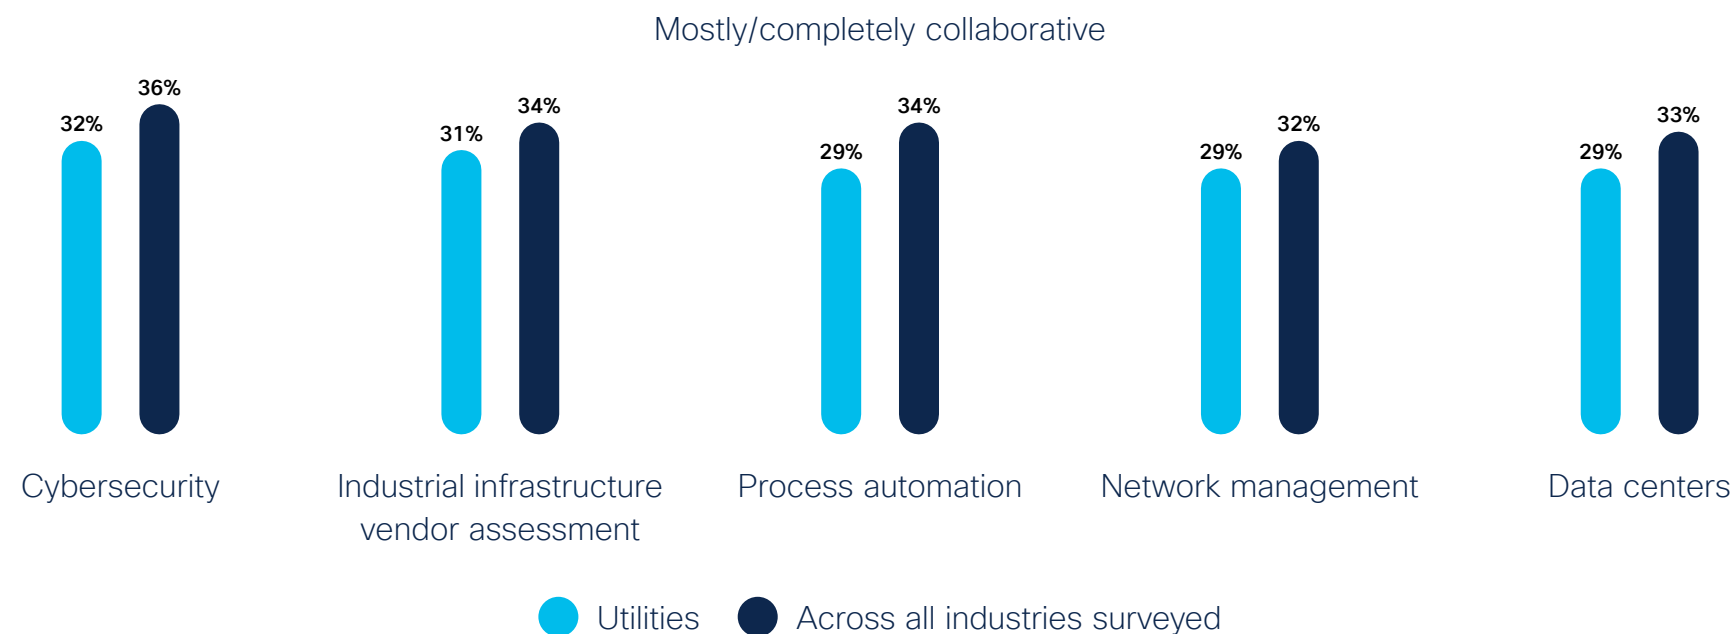 Mostly/completely collaborative
32%
36%
31%
34%
29%
34%
29%
32%
29%
33%
Cybersecurity
Industrial infrastructure
vendor assessment
Process automation
Network management
Data centers
Utilities
Across all industries surveyed